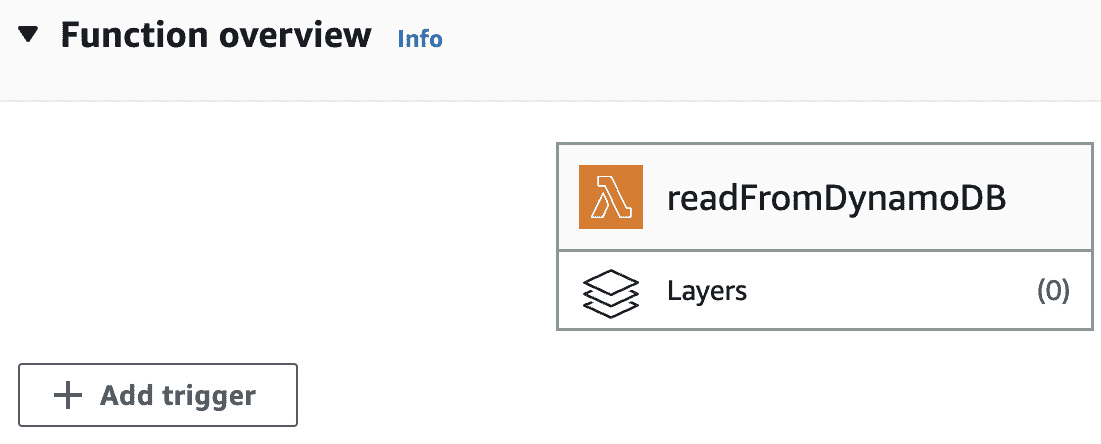 Function overview Info
readFromDynamoDB
Layers (0)
Add trigger